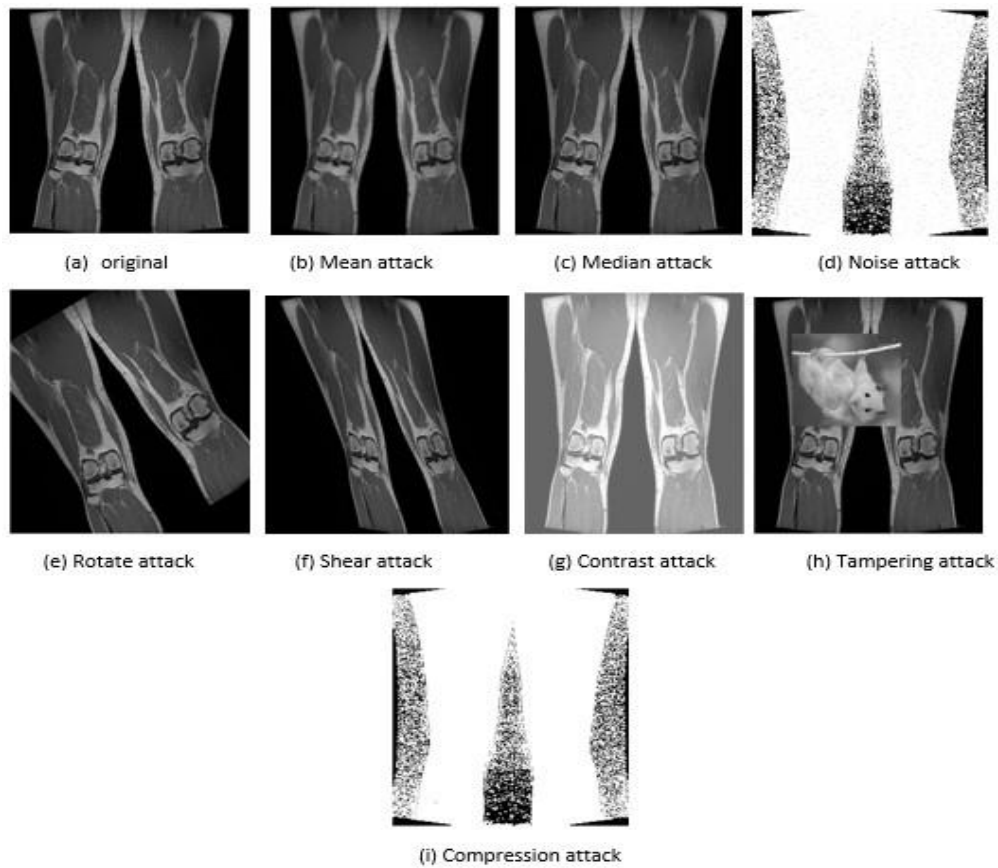 (a) original
(b) Mean attack
(c) Median attack
(d) Noise attack
(e) Rotate attack
(f) Shear attack
(g) Contrast attack
(h) Tampering attack
(i) Compression attack